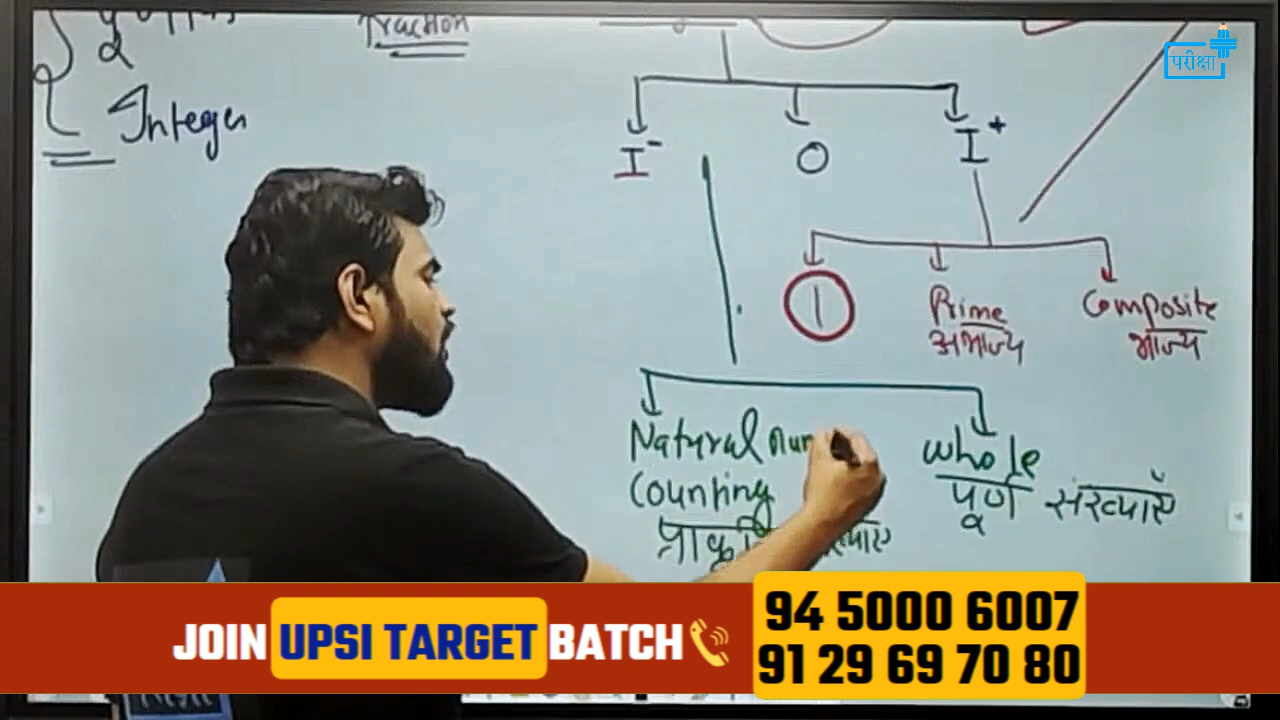 fraction
परीक्षा
Integer
I⁻ 0 I⁺
1 Prime Composite
अभाज्य भाज्य
Natural num whole
Counting पूर्ण संख्याएँ
JOIN UPSI TARGET BATCH
94 5000 6007
91 29 69 70 80